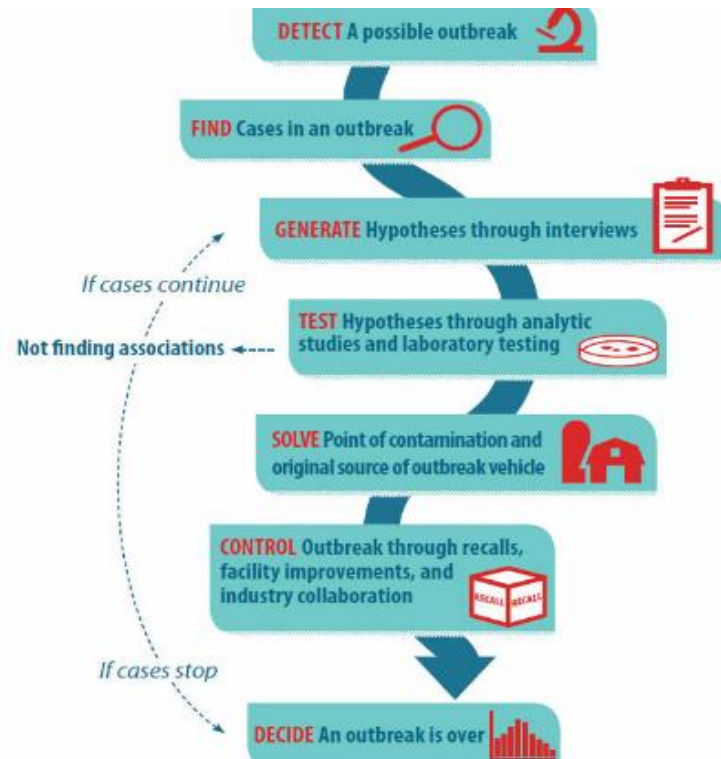 DETECT A possible outbreak
FIND Cases in an outbreak
GENERATE Hypotheses through interviews
If cases continue
TEST Hypotheses through analytic
studies and laboratory testing
Not finding associations
SOLVE Point of contamination and
original source of outbreak vehicle
CONTROL Outbreak through recalls,
facility improvements, and
industry collaboration
RECALL RECALL
If cases stop
DECIDE An outbreak is over